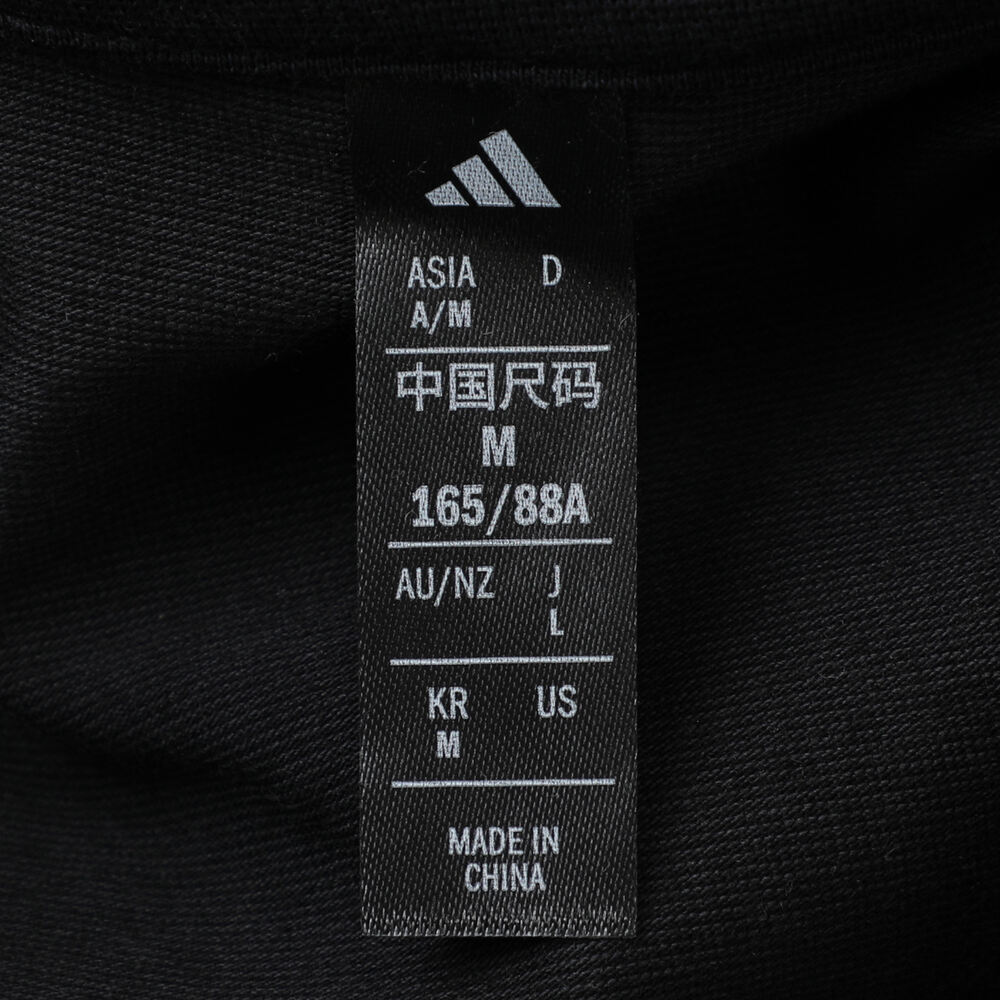 ASIA D
A/M
中国尺码
M
165/88A
AU/NZ J
L
KR US
M
MADE IN
CHINA